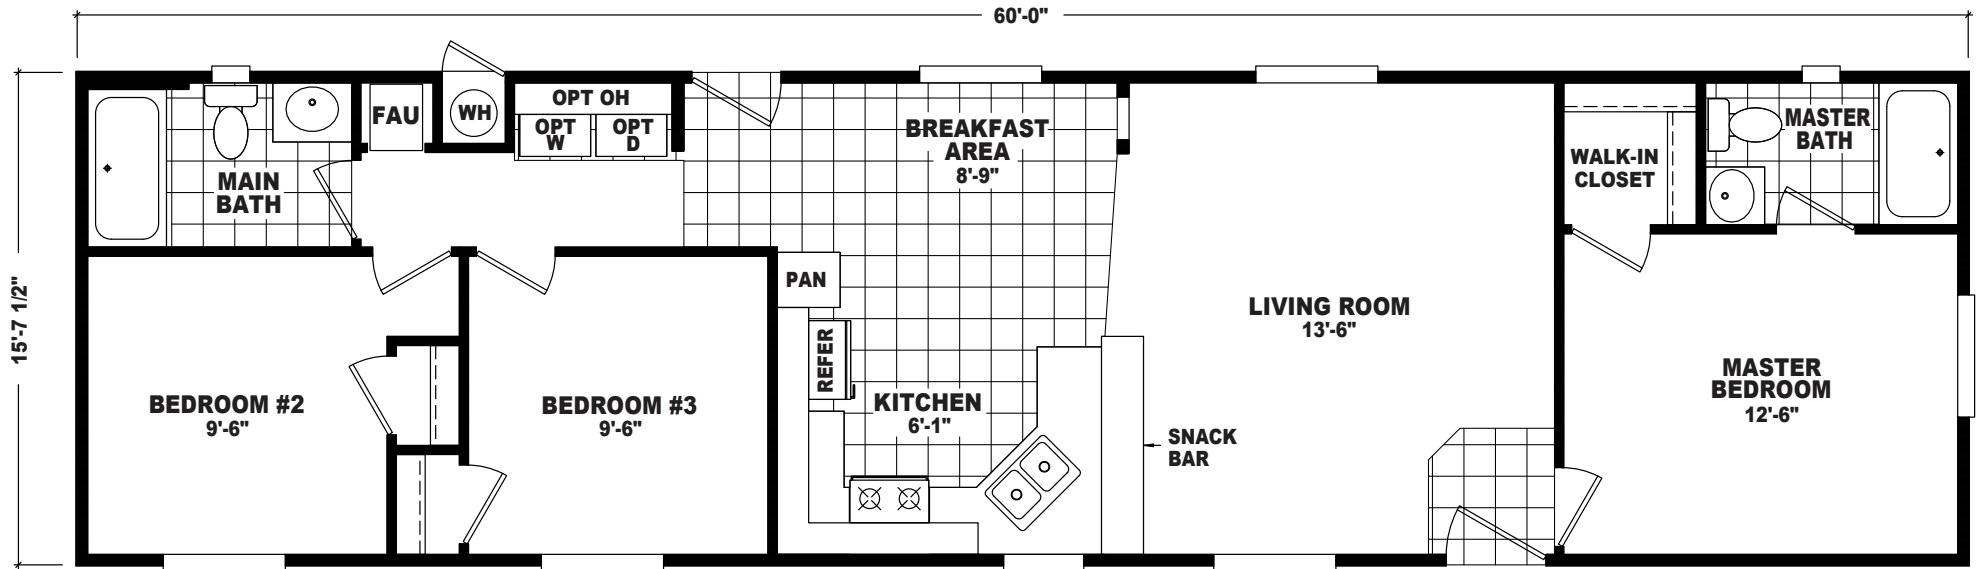 60'-0"
15'-7 1/2"
FAU
WH
OPT OH
OPT
W
OPT
D
MAIN
BATH
BREAKFAST
AREA
8'-9"
WALK-IN
CLOSET
MASTER
BATH
PAN
REFER
KITCHEN
6'-1"
LIVING ROOM
13'-6"
SNACK
BAR
MASTER
BEDROOM
12'-6"
BEDROOM #2
9'-6"
BEDROOM #3
9'-6"